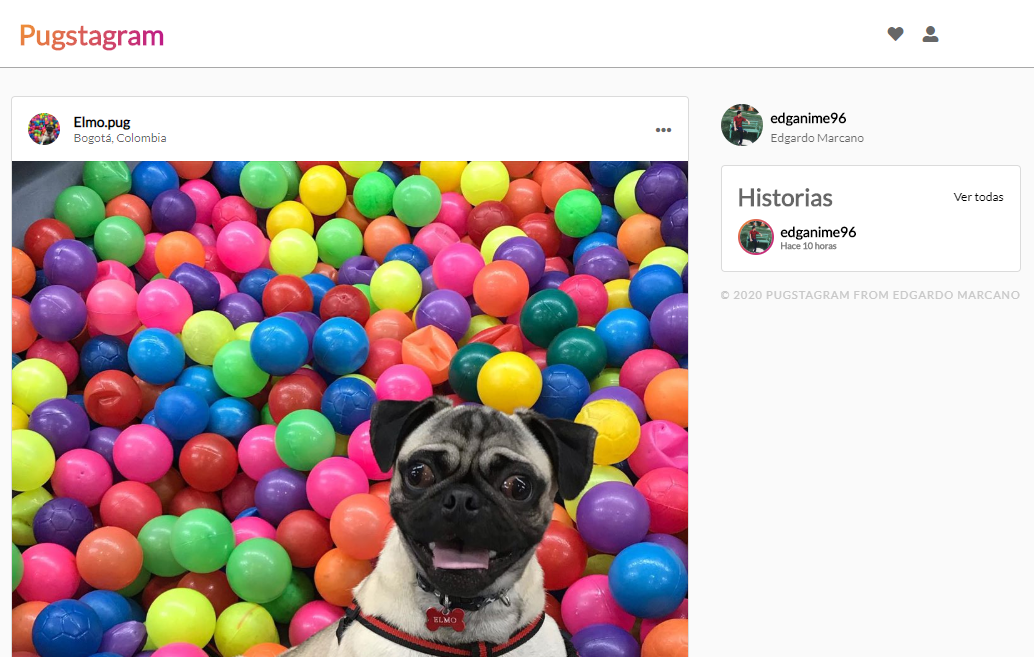 Pugstagram
Elmo.pug
Bogotá, Colombia
edganime96
Edgardo Marcano
Historias
Ver todas
edganime96
Hace 10 horas
© 2020 PUGSTAGRAM FROM EDGARDO MARCANO
ELMO